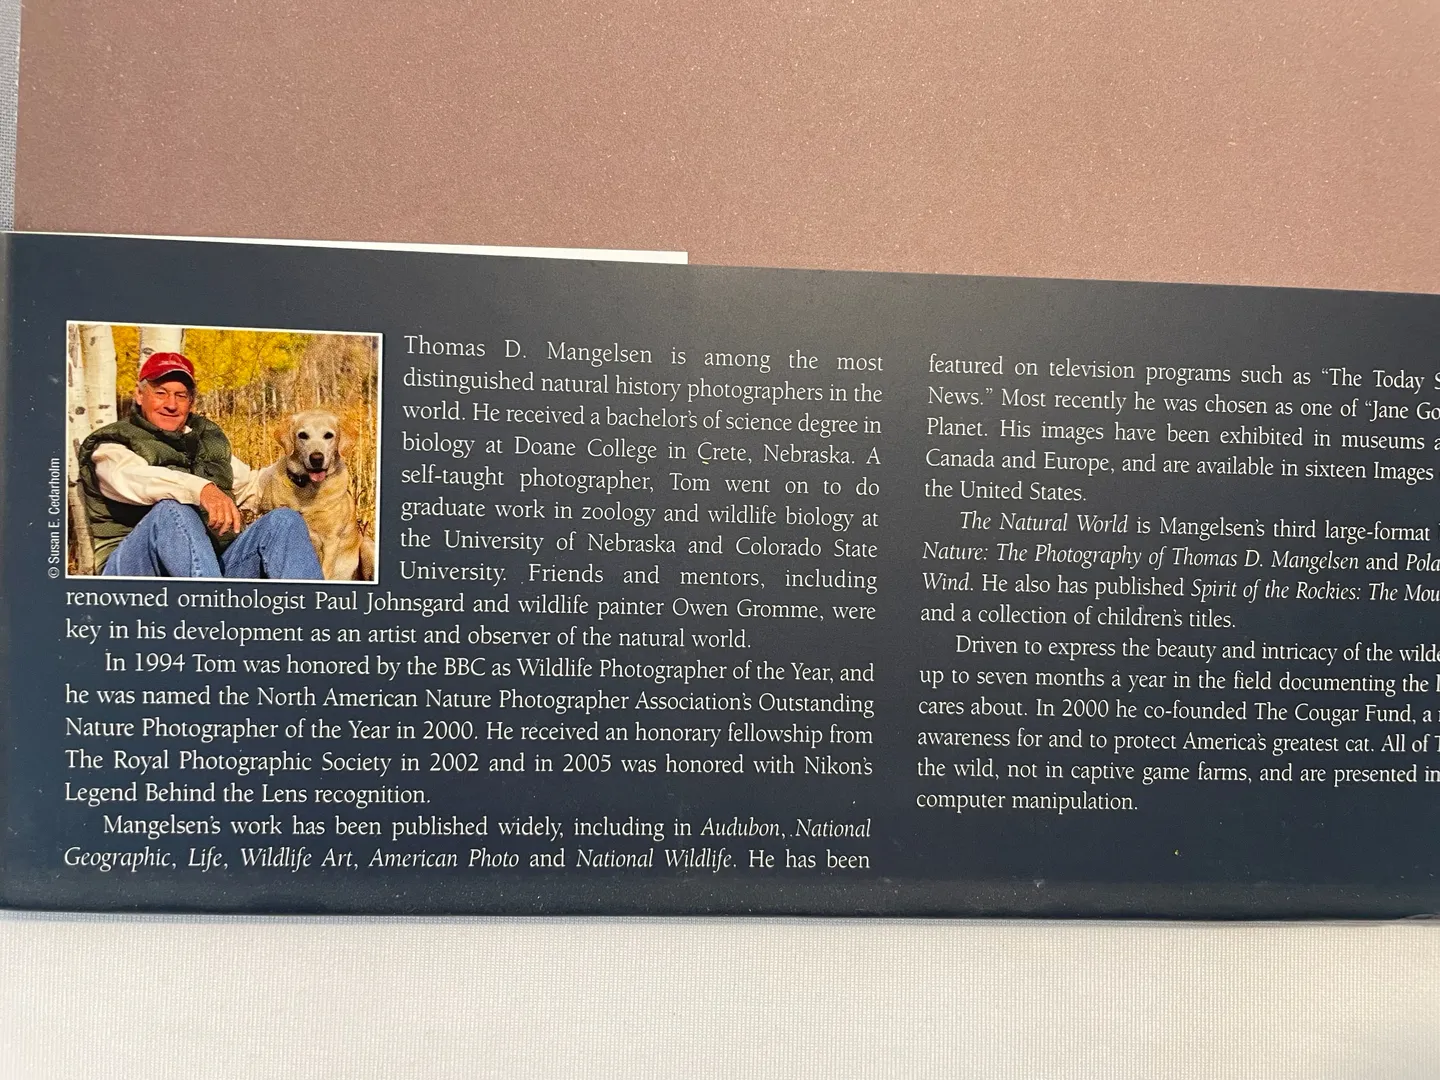 © Susan E. Cedarholm
Thomas D. Mangelsen is among the most
distinguished natural history photographers in the
world. He received a bachelor's of science degree in
biology at Doane College in Crete, Nebraska. A
self-taught photographer, Tom went on to do
graduate work in zoology and wildlife biology at
the University of Nebraska and Colorado State
University. Friends and mentors, including
renowned ornithologist Paul Johnsgard and wildlife painter Owen Gromme, were
key in his development as an artist and observer of the natural world.
In 1994 Tom was honored by the BBC as Wildlife Photographer of the Year, and
he was named the North American Nature Photographer Association's Outstanding
Nature Photographer of the Year in 2000. He received an honorary fellowship from
The Royal Photographic Society in 2002 and in 2005 was honored with Nikon's
Legend Behind the Lens recognition.
Mangelsen's work has been published widely, including in Audubon, National
Geographic, Life, Wildlife Art, American Photo and National Wildlife. He has been
featured on television programs such as “The Today
News.” Most recently he was chosen as one of “Jane
Planet. His images have been exhibited in museums
Canada and Europe, and are available in sixteen Images
the United States.
The Natural World is Mangelsen's third large-format
Nature: The Photography of Thomas D. Mangelsen and
Wind. He also has published Spirit of the Rockies: The
and a collection of children's titles.
Driven to express the beauty and intricacy of the
up to seven months a year in the field documenting the
cares about. In 2000 he co-founded The Cougar Fund, a
awareness for and to protect America's greatest cat. All of
the wild, not in captive game farms, and are presented in
computer manipulation.